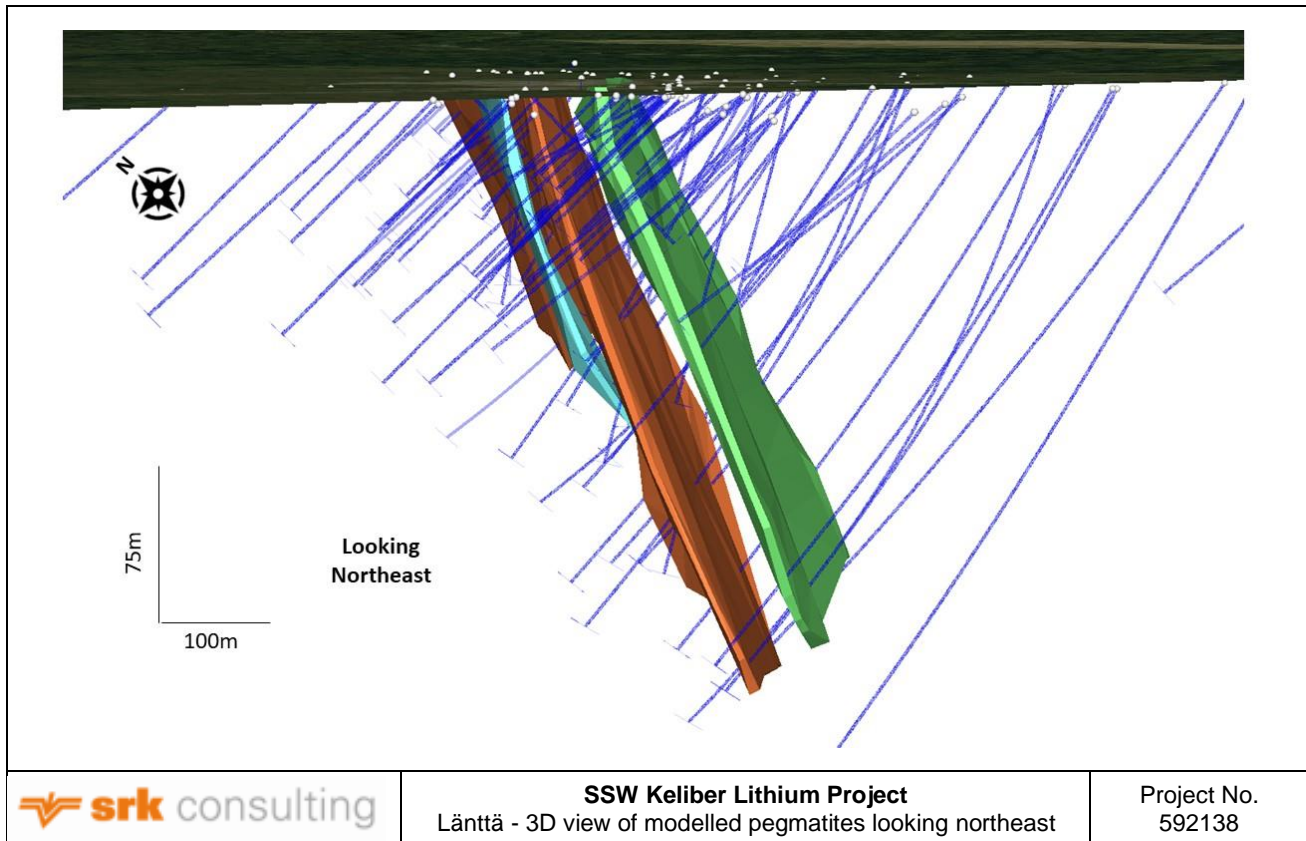 N
Looking
Northeast
75m
100m
srk consulting
SSW Keliber Lithium Project
Länttä - 3D view of modelled pegmatites looking northeast
Project No.
592138